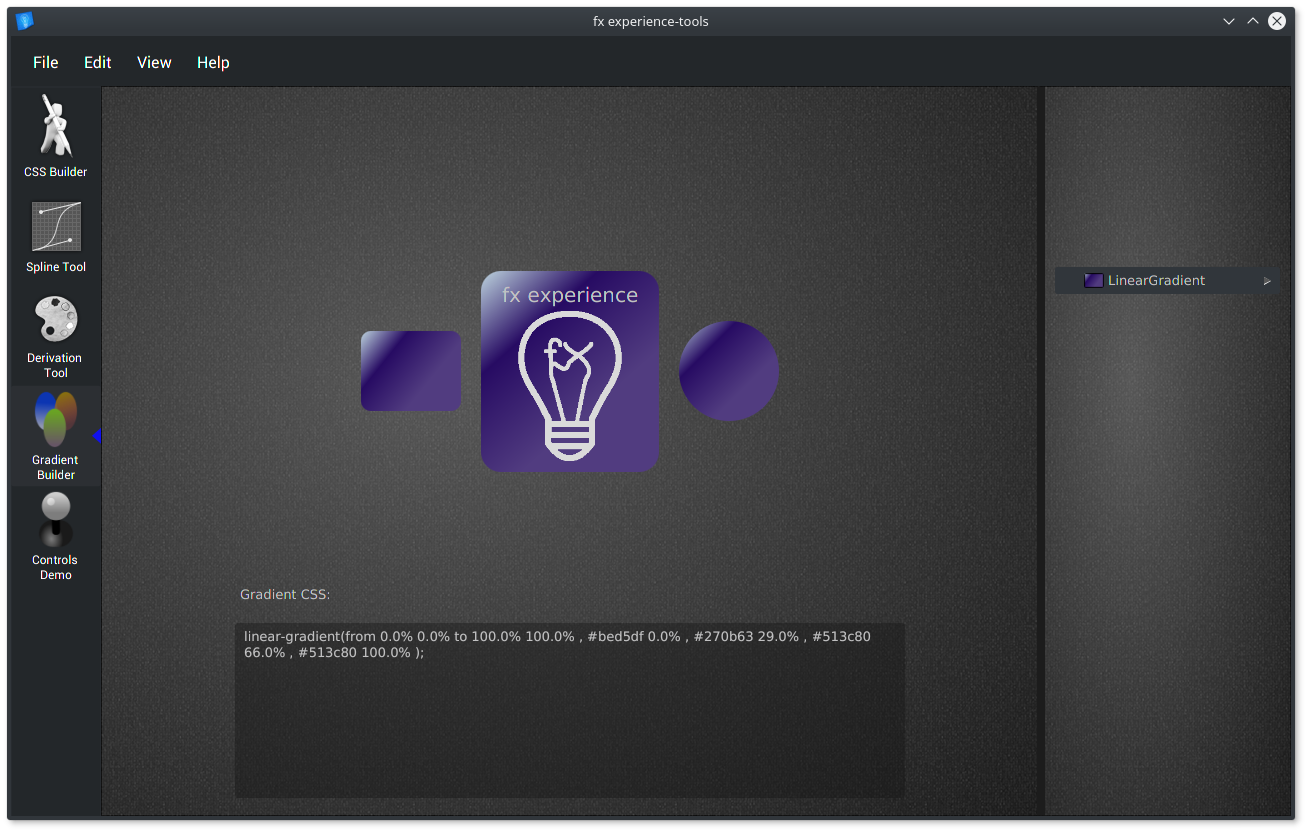 fx experience-tools
File Edit View Help
CSS Builder
Spline Tool
Derivation
Tool
Gradient
Builder
Controls
Demo
fx experience
fx
LinearGradient
Gradient CSS:
linear-gradient(from 0.0% 0.0% to 100.0% 100.0% , #bed5df 0.0% , #270b63 29.0% , #513c80
66.0% , #513c80 100.0% );